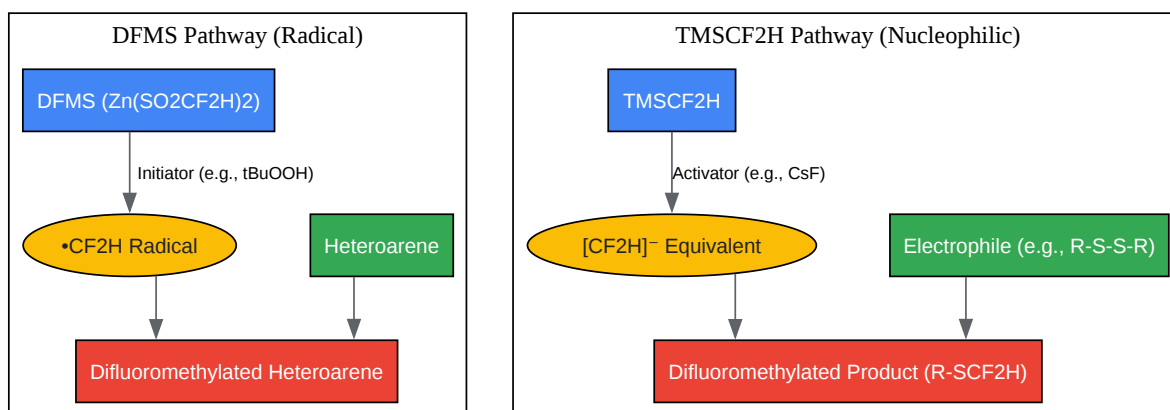 DFMS Pathway (Radical)
DFMS (Zn(SO2CF2H)2)
Initiator (e.g., tBuOOH)
•CF2H Radical
Heteroarene
Difluoromethylated Heteroarene
TMSCF2H Pathway (Nucleophilic)
TMSCF2H
Activator (e.g., CsF)
[CF2H]⁻ Equivalent
Electrophile (e.g., R-S-S-R)
Difluoromethylated Product (R-SCF2H)